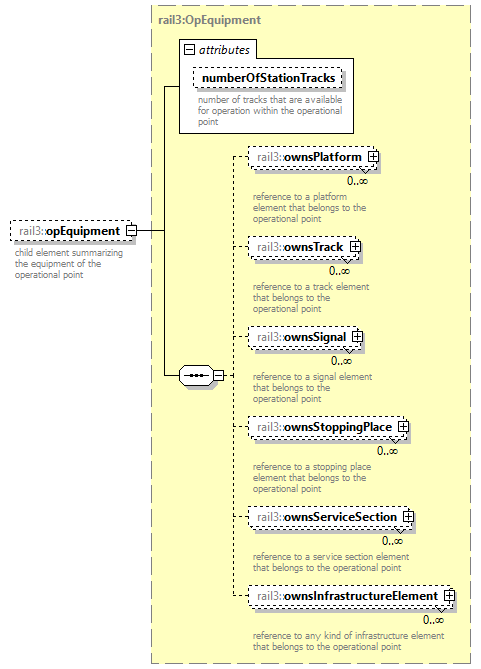 rail3:OpEquipment
attributes
numberOfStationTracks
number of tracks that are available
for operation within the operational
point
rail3::opEquipment
child element summarizing
the equipment of the
operational point
rail3::ownsPlatform
0..∞
reference to a platform
element that belongs to the
operational point
rail3::ownsTrack
0..∞
reference to a track element
that belongs to the
operational point
rail3::ownsSignal
0..∞
reference to a signal element
that belongs to the
operational point
rail3::ownsStoppingPlace
0..∞
reference to a stopping place
element that belongs to the
operational point
rail3::ownsServiceSection
0..∞
reference to a service section element
that belongs to the operational point
rail3::ownsInfrastructureElement
0..∞
reference to any kind of infrastructure element
that belongs to the operational point